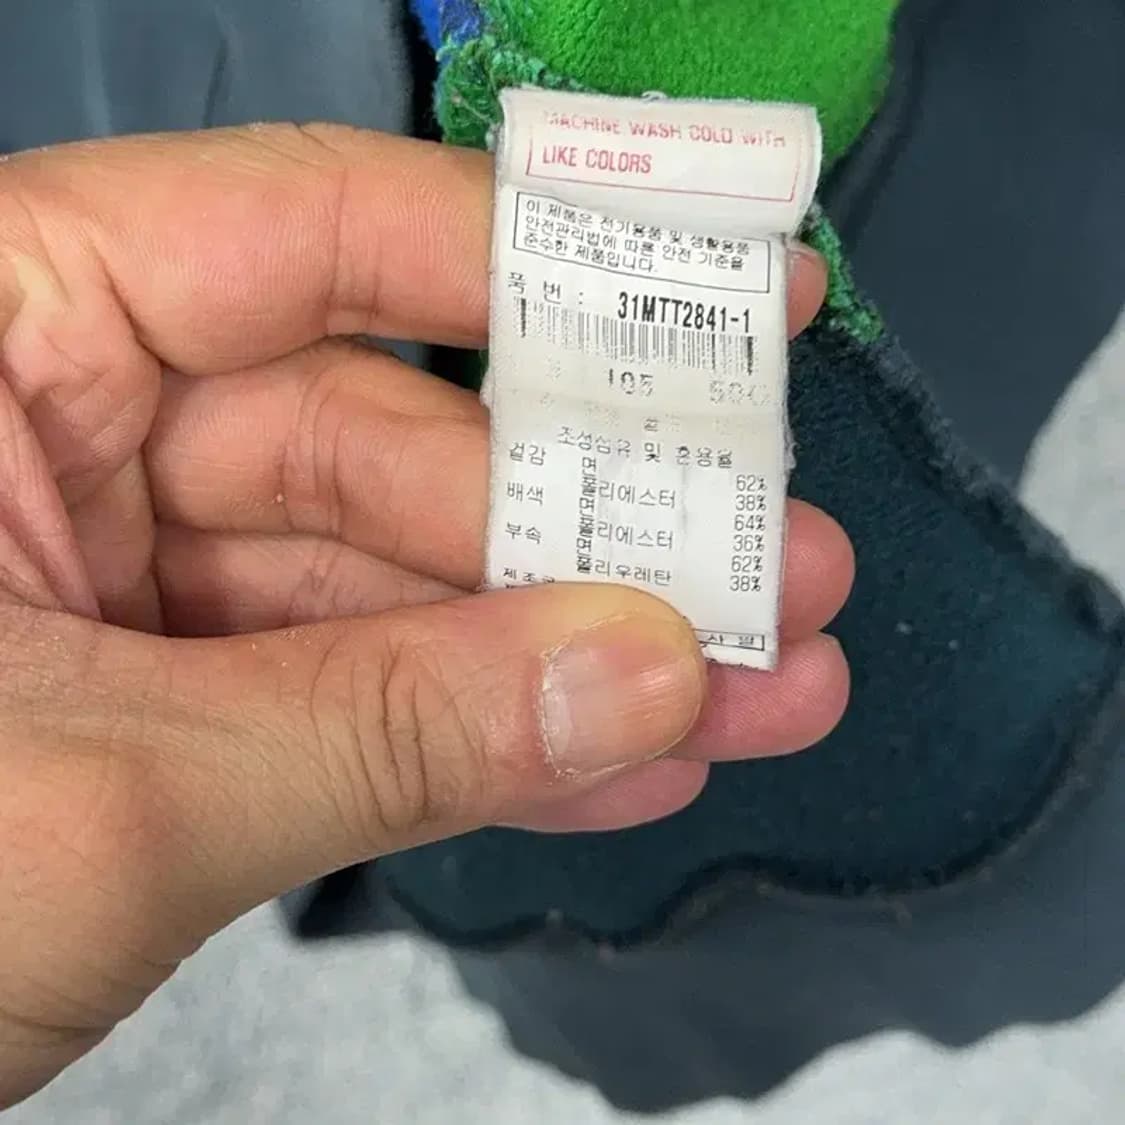 MACHINE WASH COLD WITH
LIKE COLORS
이 제품은 전기용품 및 생활용품
안전관리법에 따른 안전 기준을
준수한 제품입니다.
품 번 : 31MTT2841-1
105
조성섬유 및 혼용율
겉감 면 62%
폴리에스터 38%
배색 면 64%
폴리에스터 36%
부속 면 62%
폴리우레탄 38%
제조